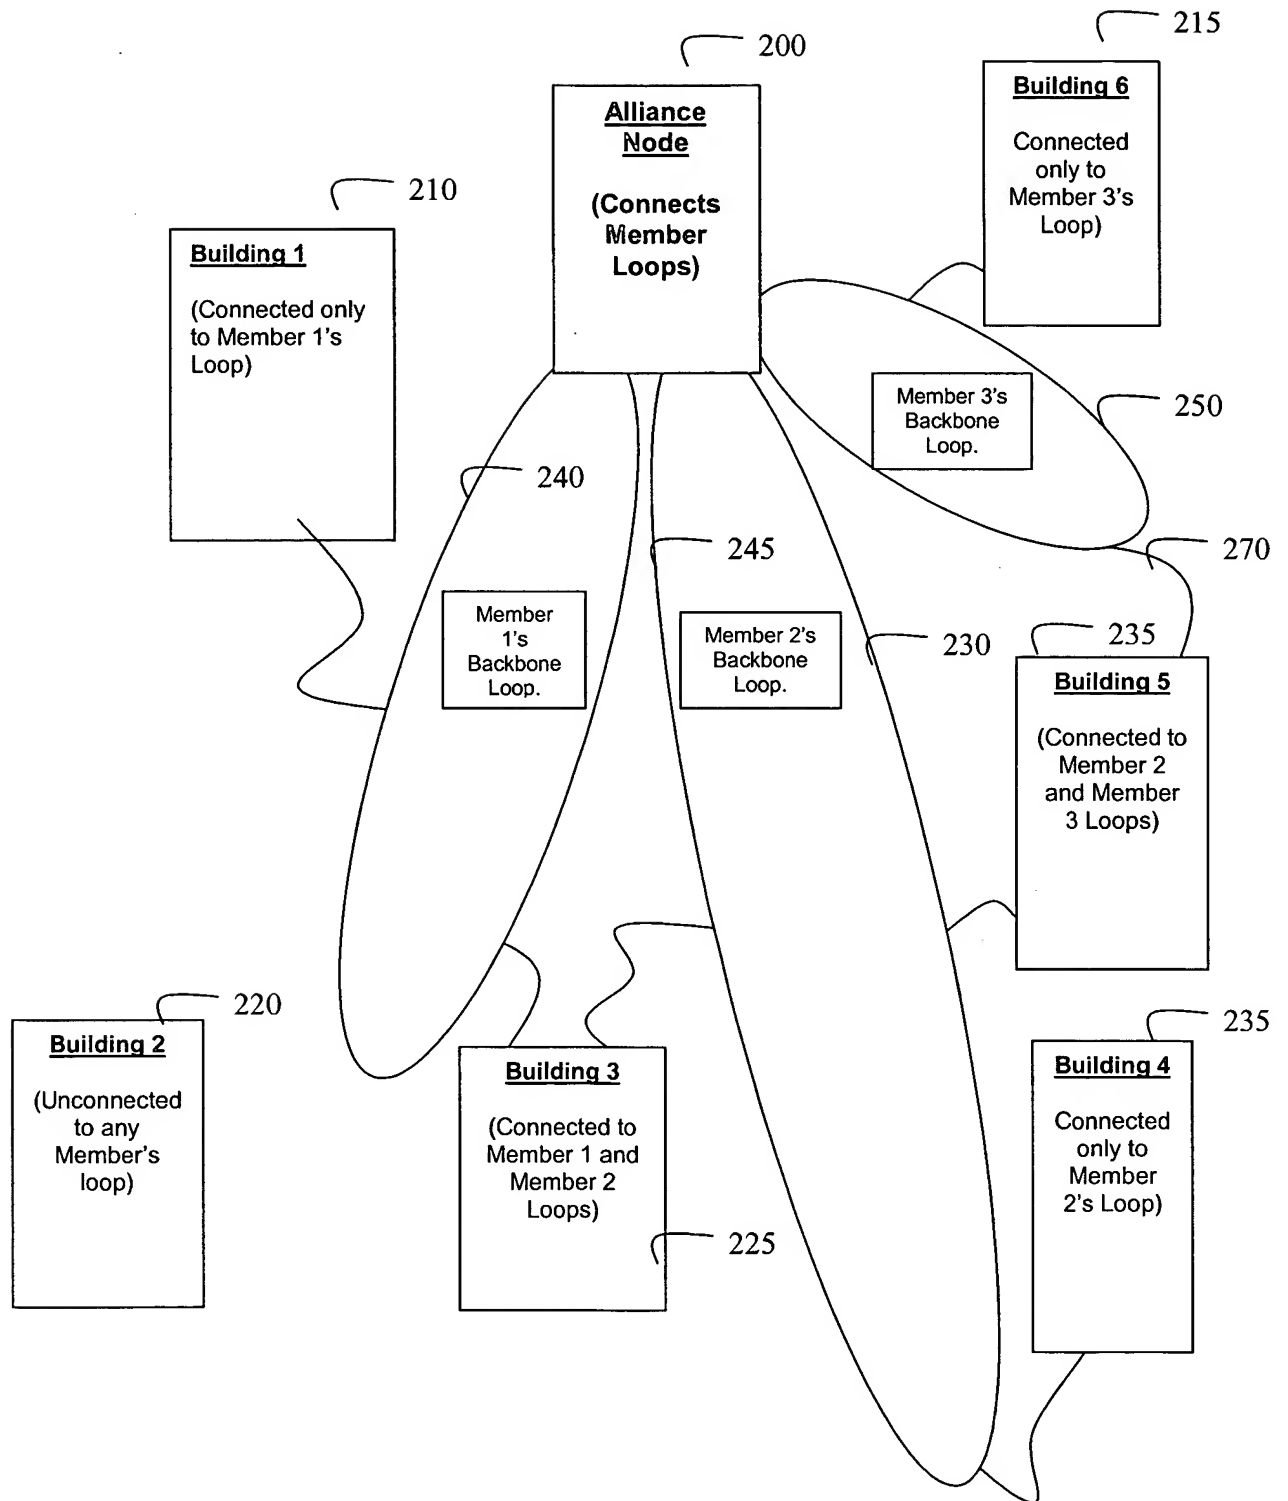 215
200
Building 6
Connected
only to
Member 3's
Loop)
Alliance
Node
(Connects
Member
Loops)
210
Building 1
(Connected only
to Member 1's
Loop)
Member 3's
Backbone
Loop.
250
240
245
270
Member
1's
Backbone
Loop.
Member 2's
Backbone
Loop.
230
235
Building 5
(Connected to
Member 2
and Member
3 Loops)
220
Building 2
(Unconnected
to any
Member's
loop)
Building 3
(Connected to
Member 1 and
Member 2
Loops)
225
235
Building 4
Connected
only to
Member
2's Loop)